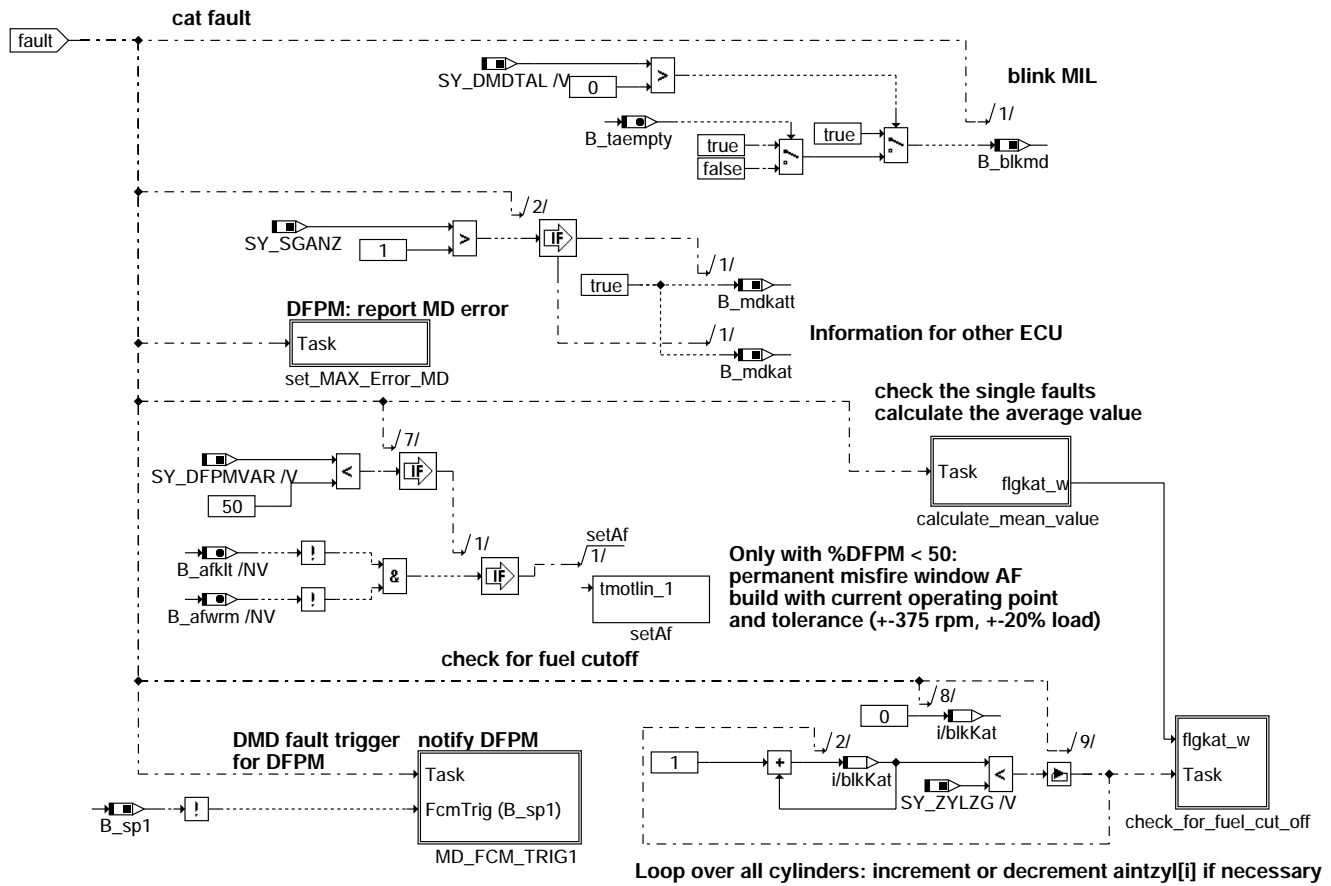 cat fault
fault
blink MIL
SY_DMDTAL /V
0
>
/1/
B_taempty
true
false
true
B_blkmd
/2/
SY_SGANZ
1
>
IF
/1/
true
B_mdkatt
DFPM: report MD error
Task
set_MAX_Error_MD
Information for other ECU
/1/
B_mdkat
check the single faults
calculate the average value
/7/
SY_DFPMVAR /V
<
IF
50
Task
flgkat_w
calculate_mean_value
/1/
B_afklt /NV
!
B_afwrm /NV
!
&
IF
setAf
/1/
tmotlin_1
setAf
Only with %DFPM < 50:
permanent misfire window AF
build with current operating point
and tolerance (+-375 rpm, +-20% load)
check for fuel cutoff
/8/
0
i/blkKat
DMD fault trigger
for DFPM
notify DFPM
Task
FcmTrig (B_sp1)
MD_FCM_TRIG1
B_sp1
!
/2/
1
+
i/blkKat
<
SY_ZYLZG /V
/9/
flgkat_w
Task
check_for_fuel_cut_off
Loop over all cylinders: increment or decrement aintzyl[i] if necessary